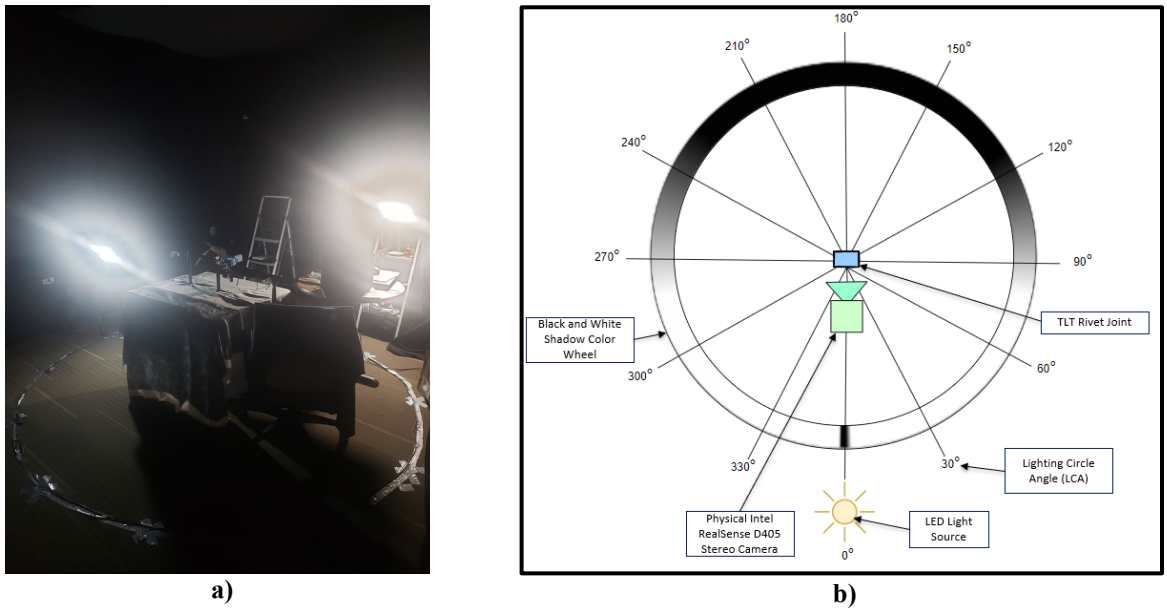 180°
210°
150°
240°
120°
270°
90°
Black and White
Shadow Color
Wheel
TLT Rivet Joint
300°
60°
330°
30°
Lighting Circle
Angle (LCA)
Physical Intel
RealSense D405
Stereo Camera
LED Light
Source
0°
a)
b)